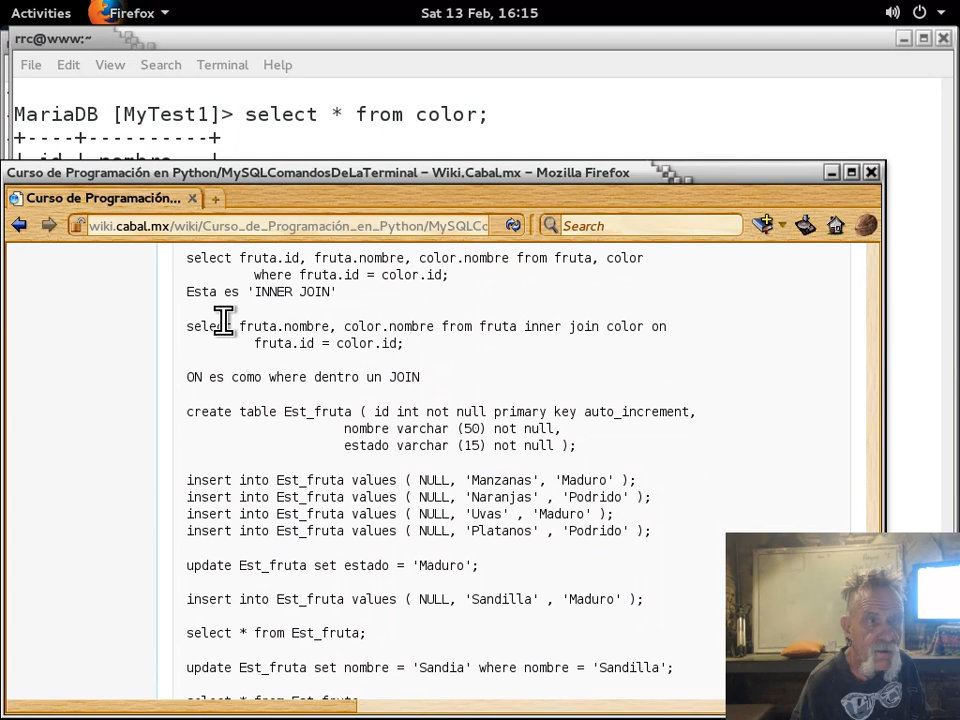 Activities Firefox Sat 13 Feb, 16:15
rrc@www:~
File Edit View Search Terminal Help
MariaDB [MyTest1]> select * from color;
+----+----------+
| id | nombre |
Curso de Programación en Python/MySQLComandosDeLaTerminal – Wiki.Cabal.mx – Mozilla Firefox
Curso de Programación...
wiki.cabal.mx/wiki/Curso_de_Programación_en_Python/MySQLCo
Search
select fruta.id, fruta.nombre, color.nombre from fruta, color
where fruta.id = color.id;
Esta es 'INNER JOIN'
select fruta.nombre, color.nombre from fruta inner join color on
fruta.id = color.id;
ON es como where dentro un JOIN
create table Est_fruta ( id int not null primary key auto_increment,
nombre varchar (50) not null,
estado varchar (15) not null );
insert into Est_fruta values ( NULL, 'Manzanas', 'Maduro' );
insert into Est_fruta values ( NULL, 'Naranjas' , 'Podrido' );
insert into Est_fruta values ( NULL, 'Uvas' , 'Maduro' );
insert into Est_fruta values ( NULL, 'Platanos' , 'Podrido' );
update Est_fruta set estado = 'Maduro';
insert into Est_fruta values ( NULL, 'Sandilla' , 'Maduro' );
select * from Est_fruta;
update Est_fruta set nombre = 'Sandia' where nombre = 'Sandilla';
select * from Est_fruta